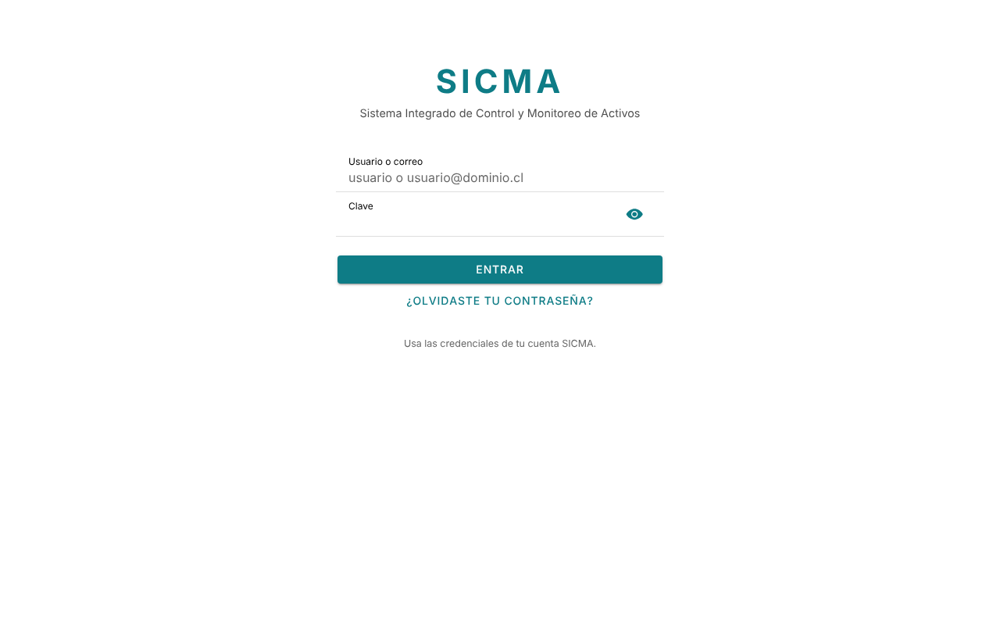 SICMA
Sistema Integrado de Control y Monitoreo de Activos
Usuario o correo
usuario o usuario@dominio.cl
Clave
ENTRAR
¿OLVIDASTE TU CONTRASEÑA?
Usa las credenciales de tu cuenta SICMA.